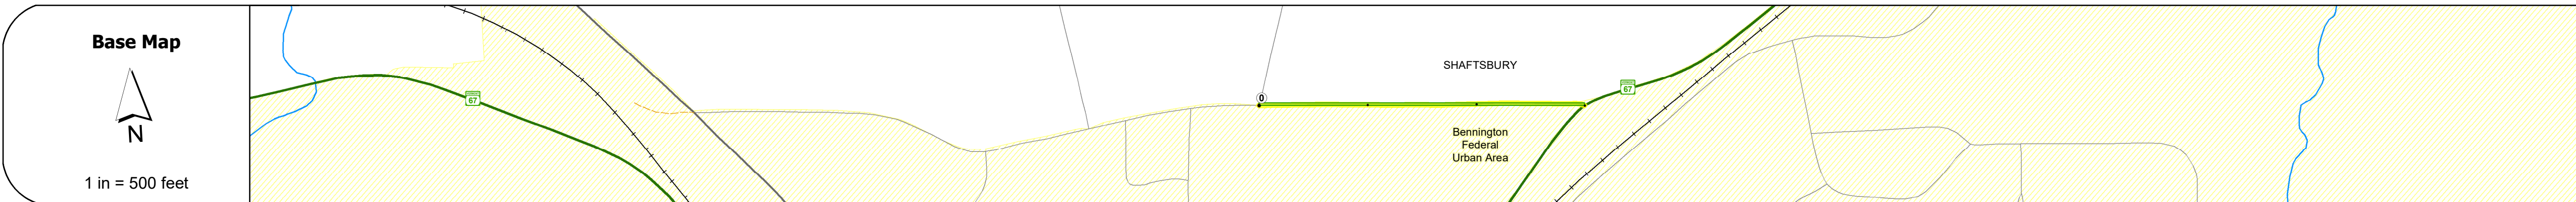 Base Map
N
1 in = 500 feet
67
0
SHAFTSBURY
67
Bennington
Federal
Urban Area